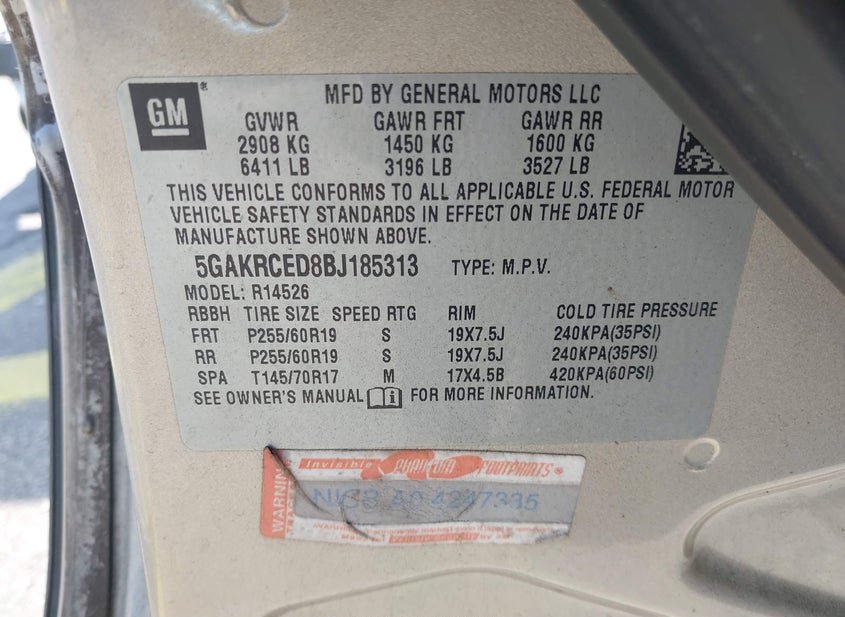 GM
MFD BY GENERAL MOTORS LLC
GVWR GAWR FRT GAWR RR
2908 KG 1450 KG 1600 KG
6411 LB 3196 LB 3527 LB
THIS VEHICLE CONFORMS TO ALL APPLICABLE U.S. FEDERAL MOTOR
VEHICLE SAFETY STANDARDS IN EFFECT ON THE DATE OF
MANUFACTURE SHOWN ABOVE.
5GAKRCED8BJ185313 TYPE: M.P.V.
MODEL: R14526
RBBH TIRE SIZE SPEED RTG RIM COLD TIRE PRESSURE
FRT P255/60R19 S 19X7.5J 240KPA(35PSI)
RR P255/60R19 S 19X7.5J 240KPA(35PSI)
SPA T145/70R17 M 17X4.5B 420KPA(60PSI)
SEE OWNER'S MANUAL FOR MORE INFORMATION.
WARNING
Invisible PHANTOM FOOTPRINTS®